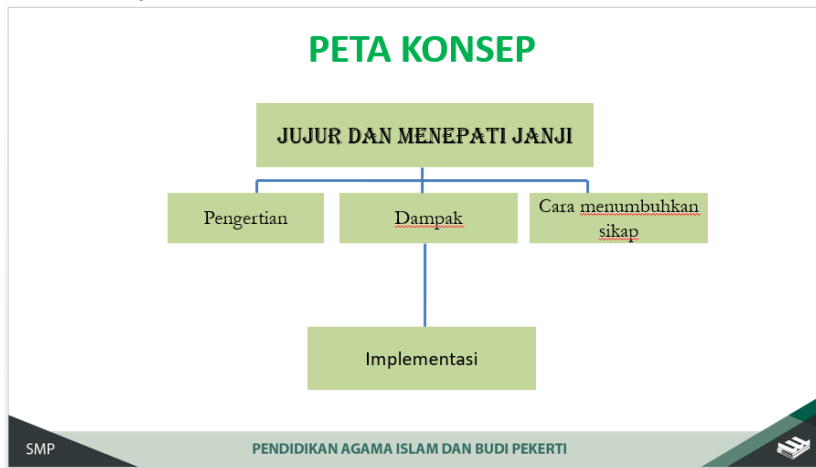 PETA KONSEP
JUJUR DAN MENEPATI JANJI
Pengertian
Dampak
Cara menumbuhkan
sikap
Implementasi
SMP
PENDIDIKAN AGAMA ISLAM DAN BUDI PEKERTI